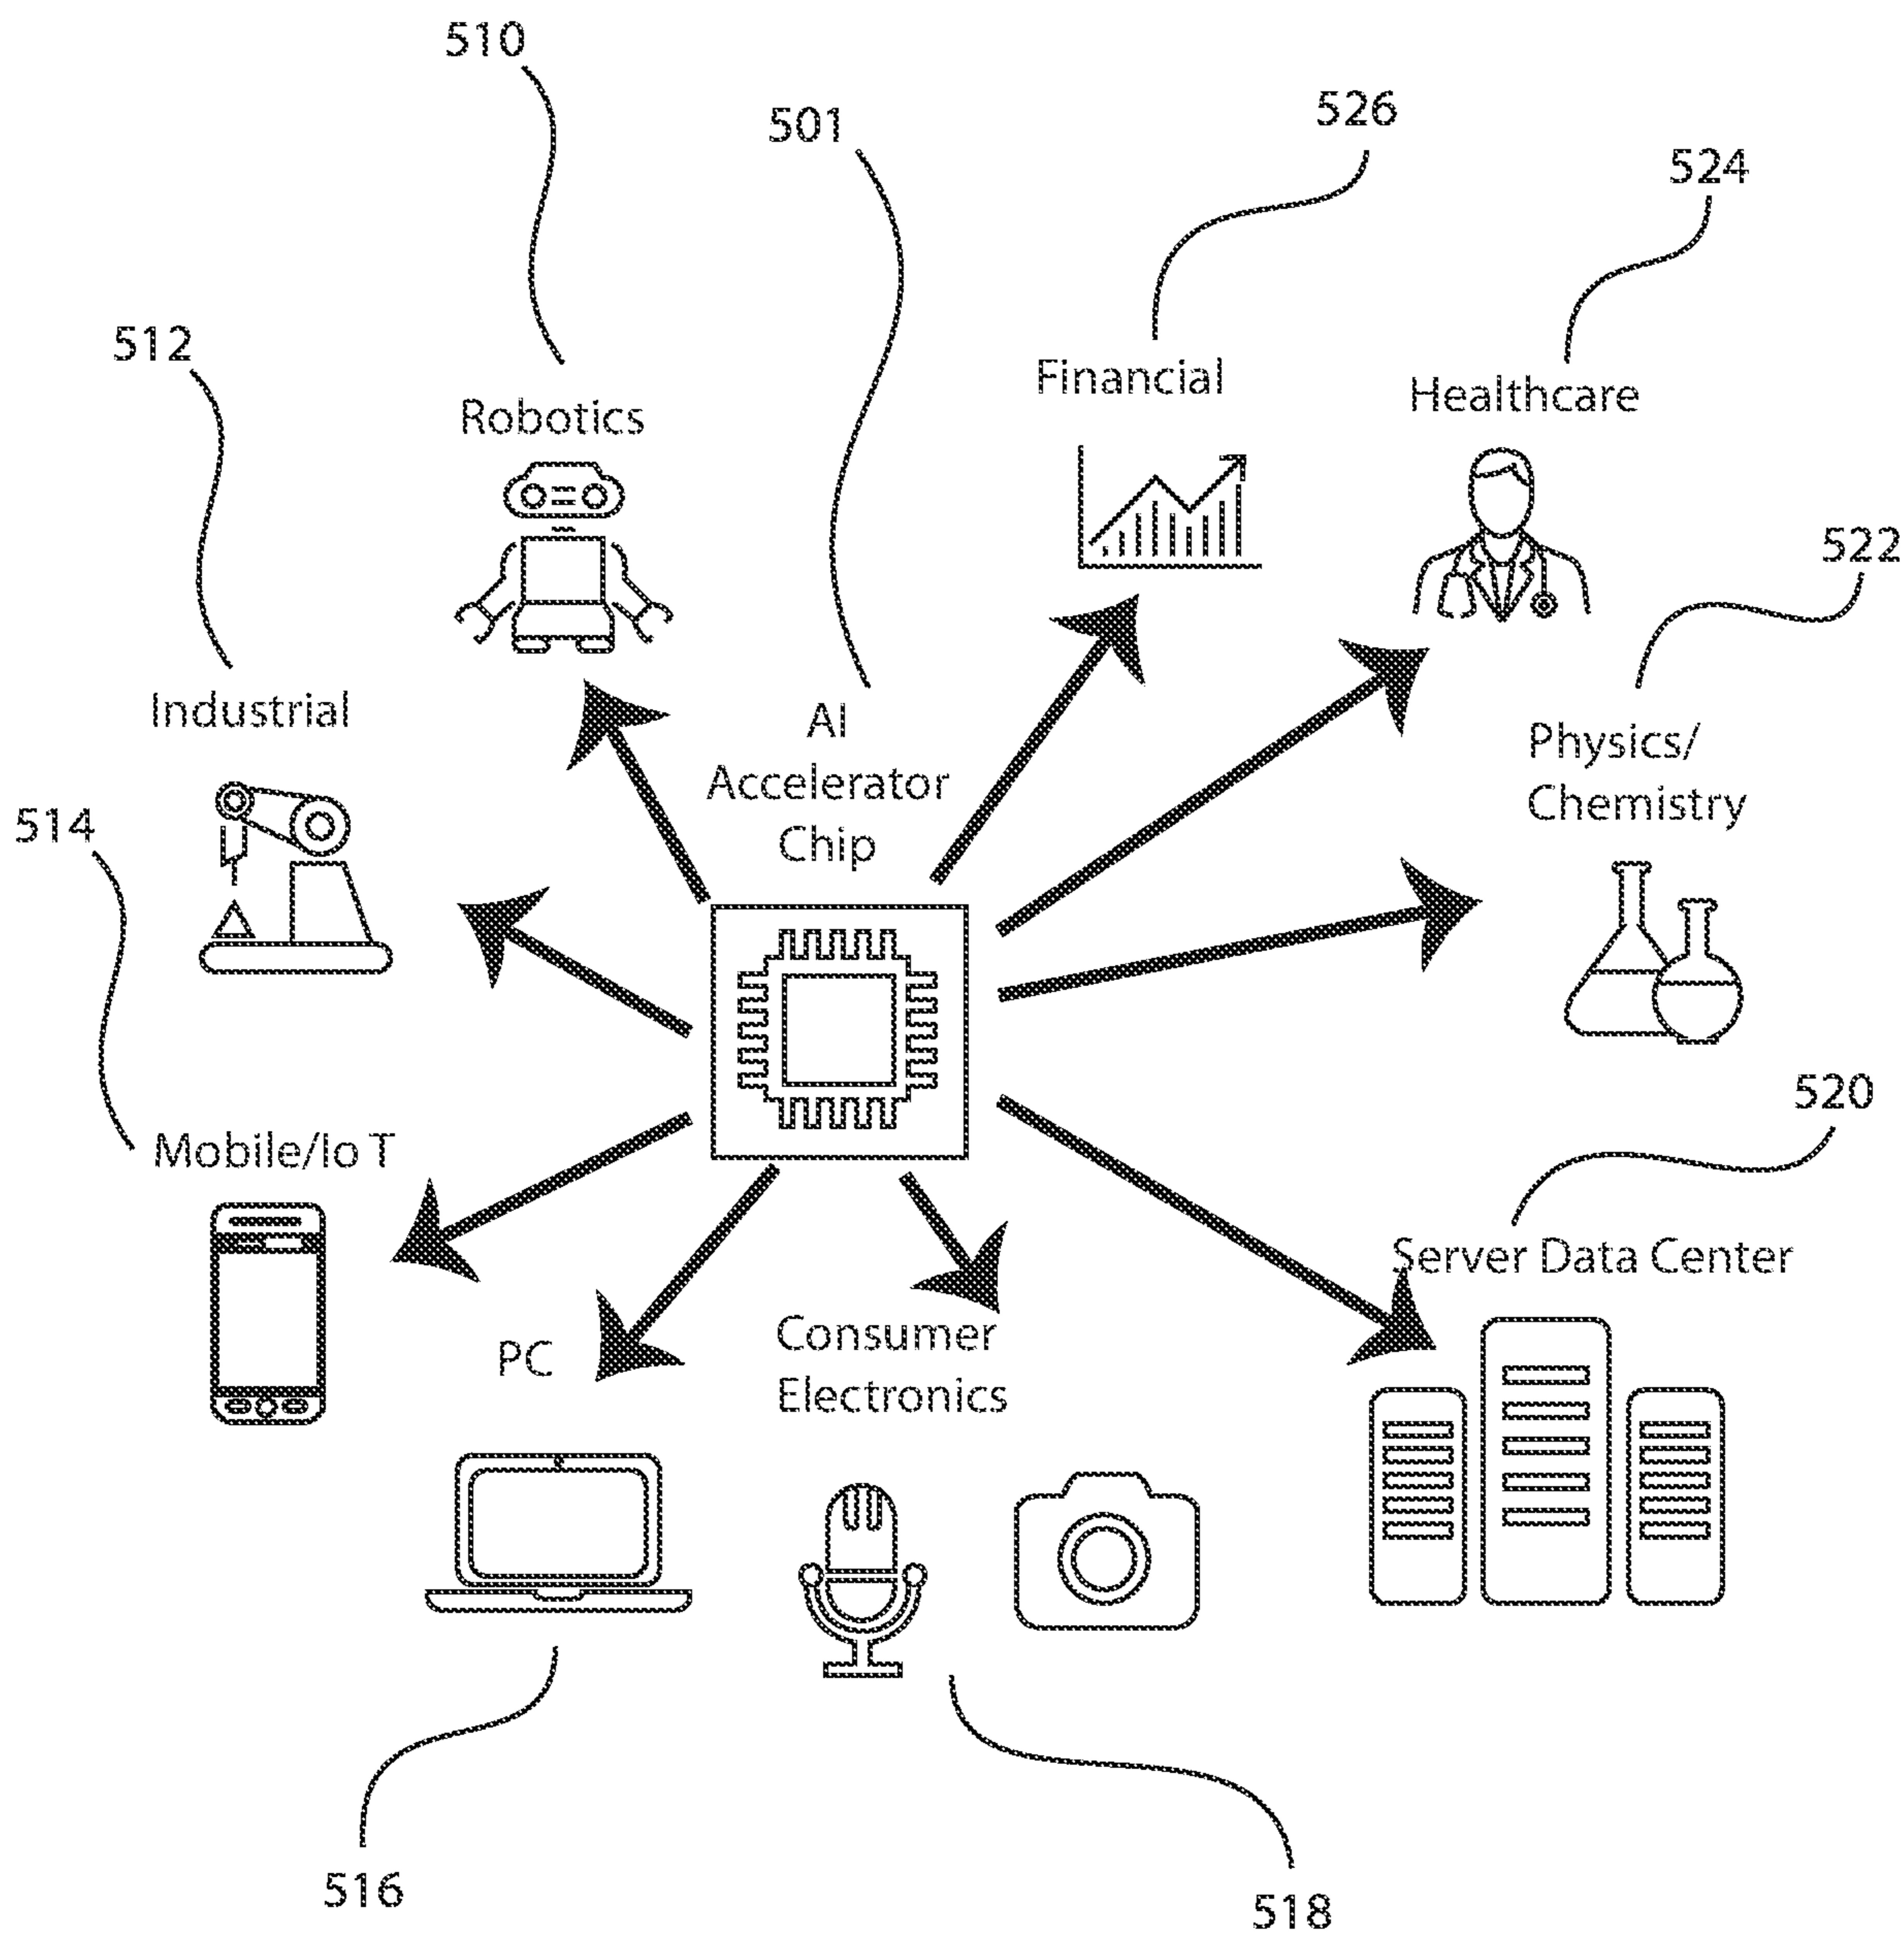 510
501
526
524
512
Financial
Healthcare
Robotics
522
Industrial
AI
Accelerator
Chip
Physics/
Chemistry
514
520
Mobile/Io T
Server Data Center
PC
Consumer
Electronics
516
518